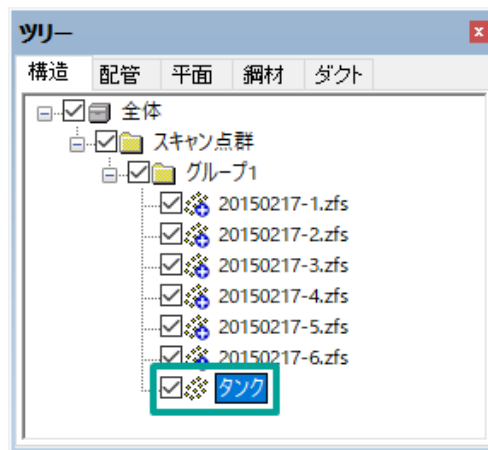 ツリー
構造 配管 平面 鋼材 ダクト
全体
スキャン点群
グループ1
20150217-1.zfs
20150217-2.zfs
20150217-3.zfs
20150217-4.zfs
20150217-5.zfs
20150217-6.zfs
タンク